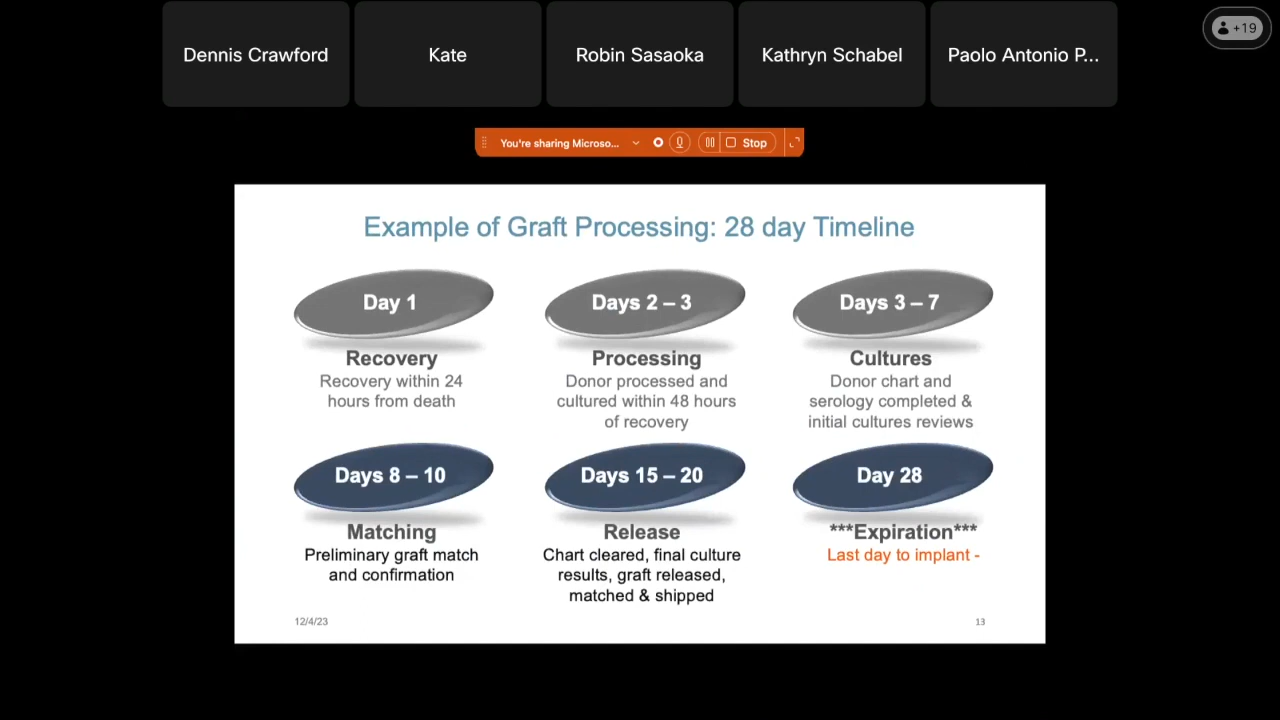 Dennis Crawford
Kate
Robin Sasaoka
Kathryn Schabel
Paolo Antonio P...
+19
You're sharing Microso...
Stop
Example of Graft Processing: 28 day Timeline
Day 1
Days 2 – 3
Days 3 – 7
Recovery
Recovery within 24
hours from death
Processing
Donor processed and
cultured within 48 hours
of recovery
Cultures
Donor chart and
serology completed &
initial cultures reviews
Days 8 – 10
Days 15 – 20
Day 28
Matching
Preliminary graft match
and confirmation
Release
Chart cleared, final culture
results, graft released,
matched & shipped
***Expiration***
Last day to implant -
12/4/23
13